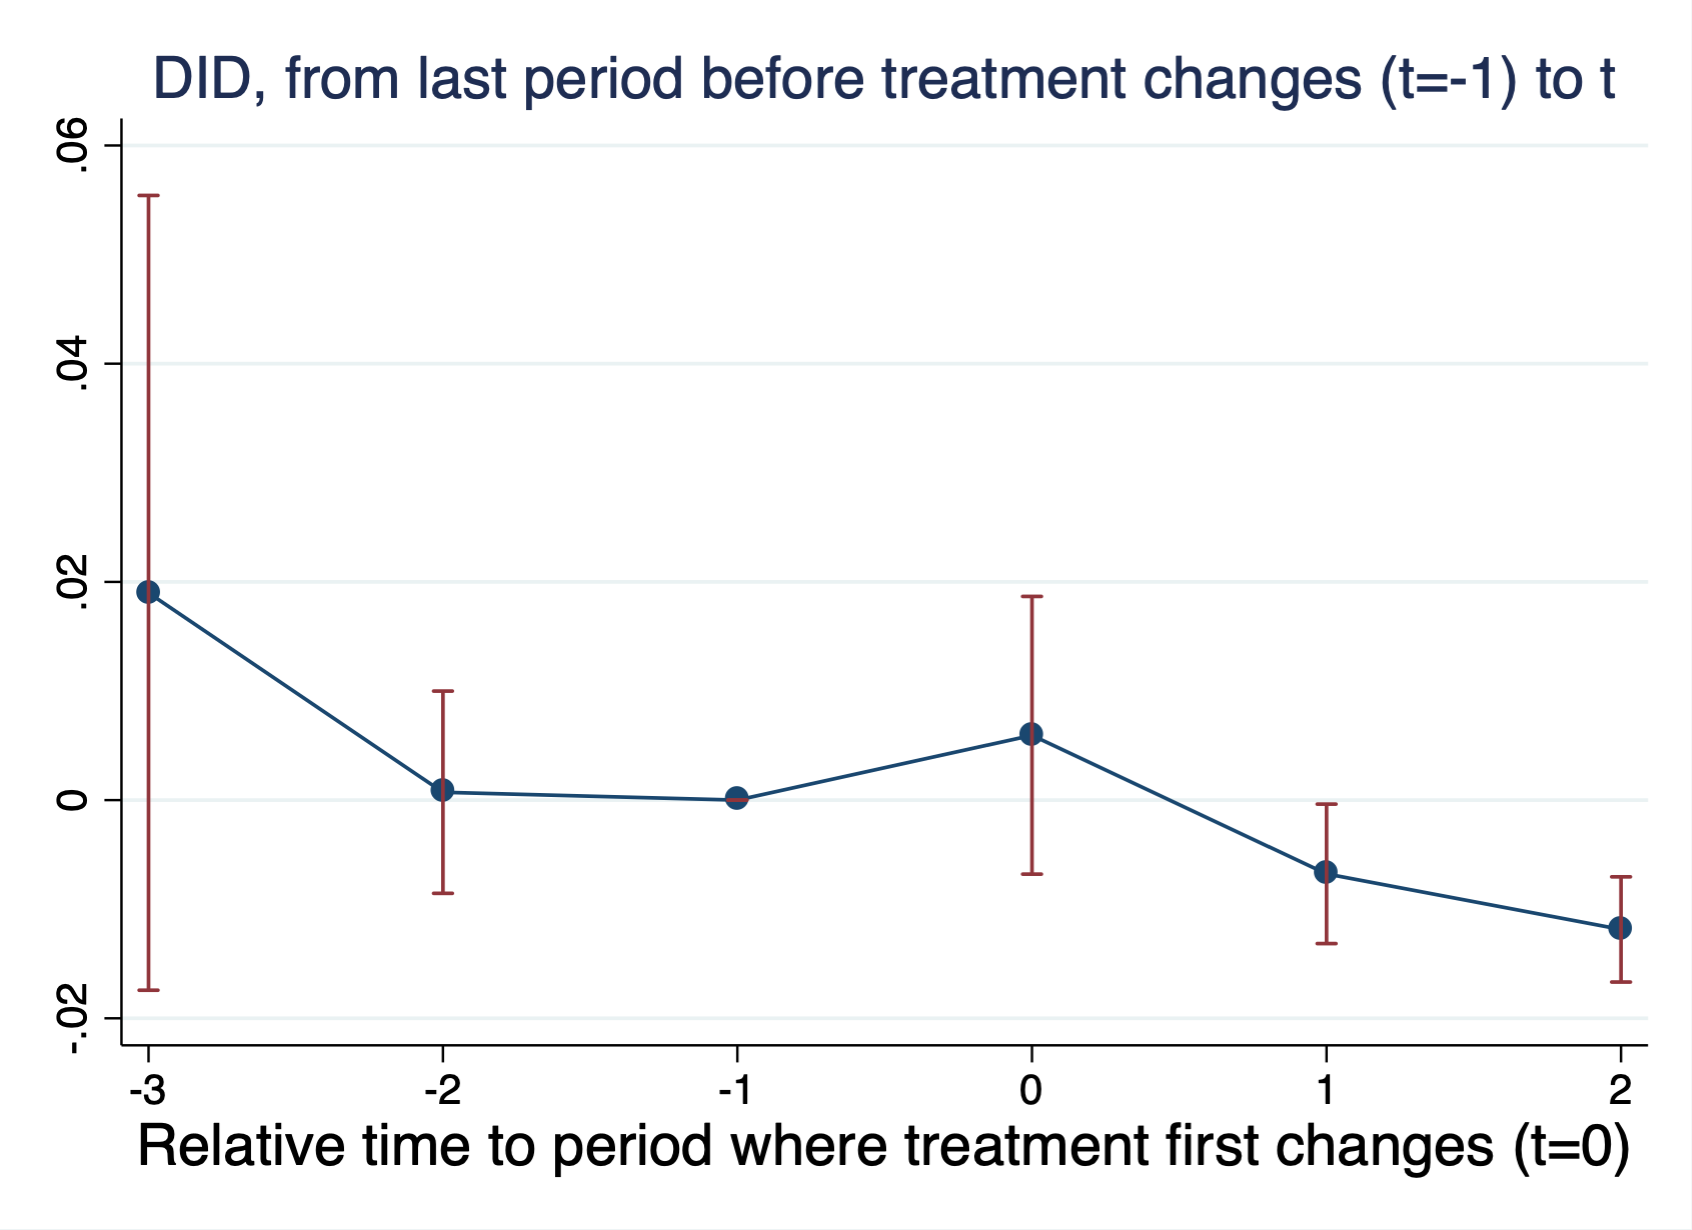 DID, from last period before treatment changes (t=-1) to t
.06
.04
.02
0
-.02
-3 -2 -1 0 1 2
Relative time to period where treatment first changes (t=0)